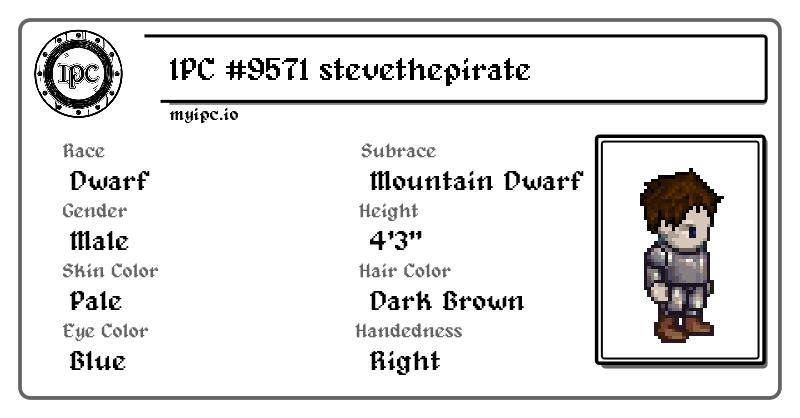 IPC
IPC #9571 stevethepirate
myipc.io
Race
Subrace
Dwarf
Mountain Dwarf
Gender
Height
Male
4'3"
Skin Color
Hair Color
Pale
Dark Brown
Eye Color
Handedness
Blue
Right